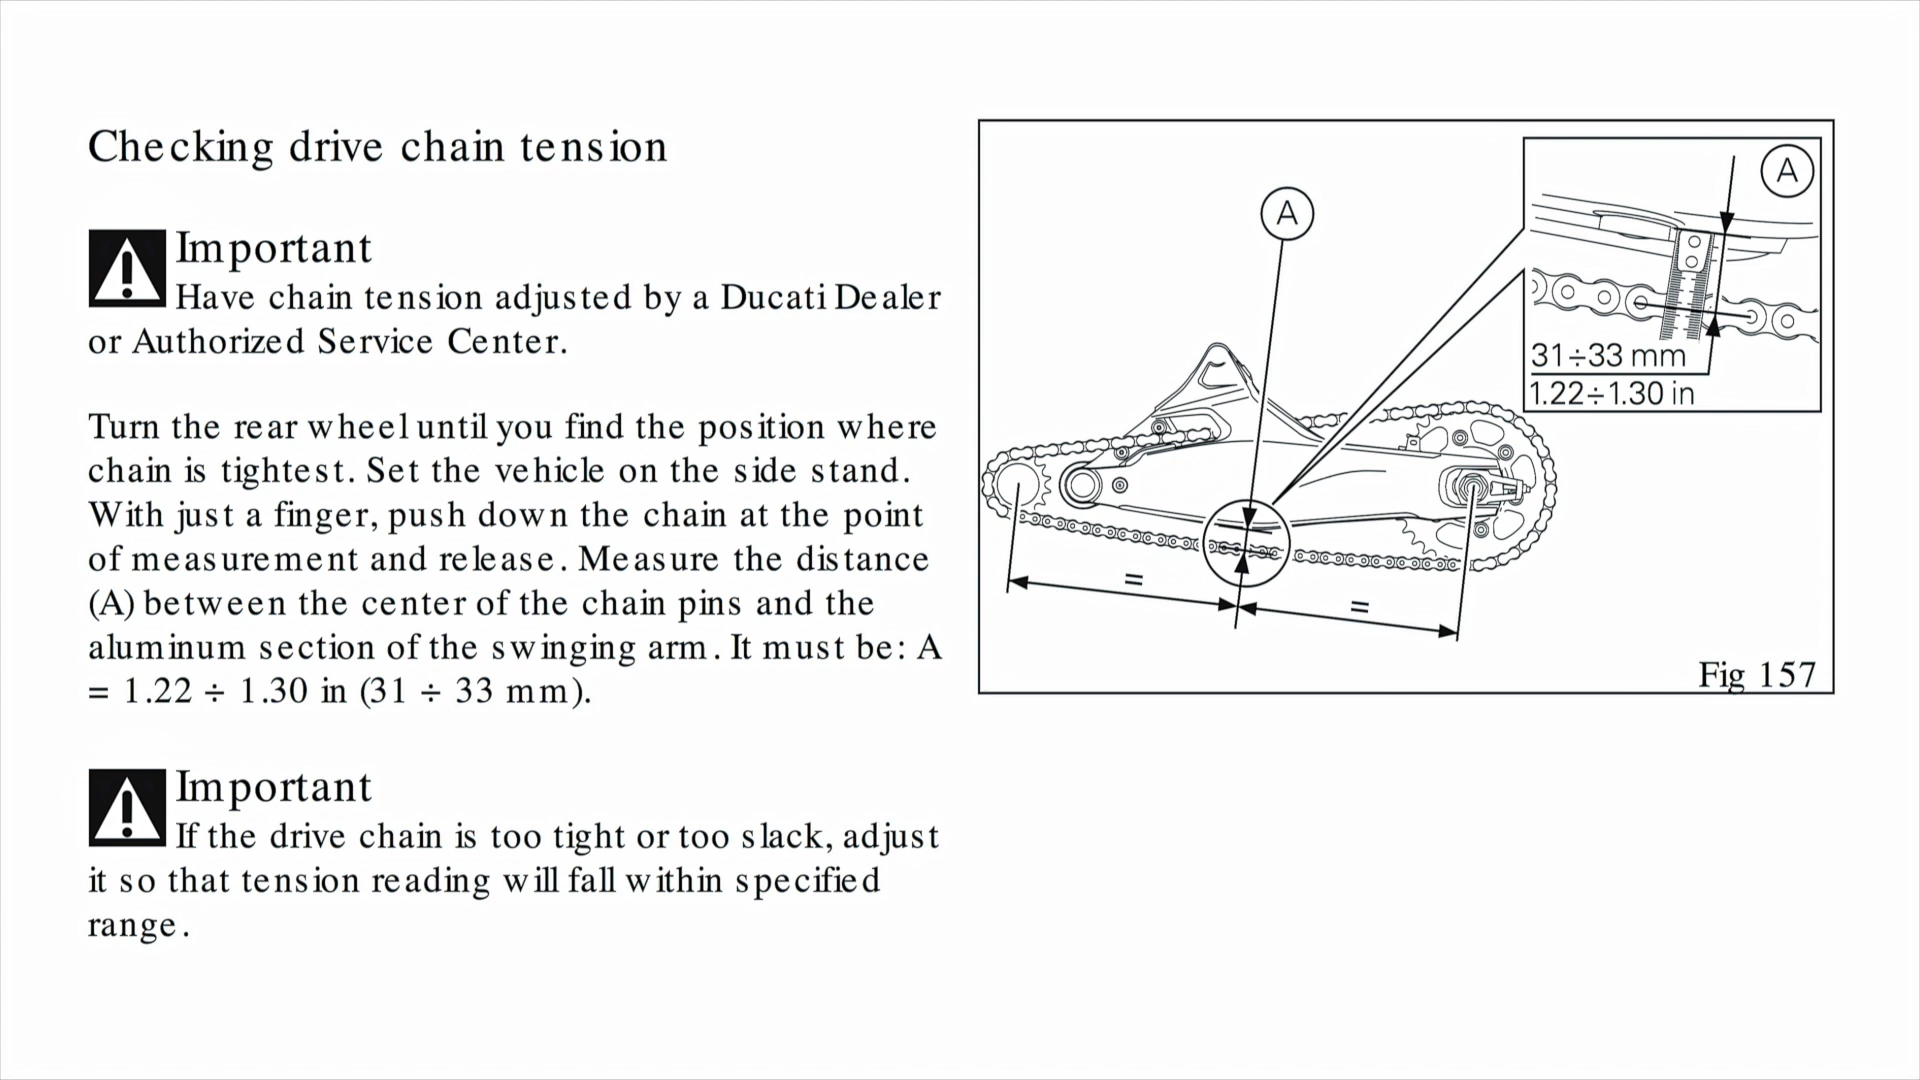 Checking drive chain tension
Important
Have chain tension adjusted by a Ducati Dealer
or Authorized Service Center.
Turn the rear wheel until you find the position where
chain is tightest. Set the vehicle on the side stand.
With just a finger, push down the chain at the point
of measurement and release. Measure the distance
(A) between the center of the chain pins and the
aluminum section of the swinging arm. It must be: A
= 1.22 ÷ 1.30 in (31 ÷ 33 mm).
Important
If the drive chain is too tight or too slack, adjust
it so that tension reading will fall within specified
range.
A
A
31÷33 mm
1.22÷1.30 in
=
=
Fig 157